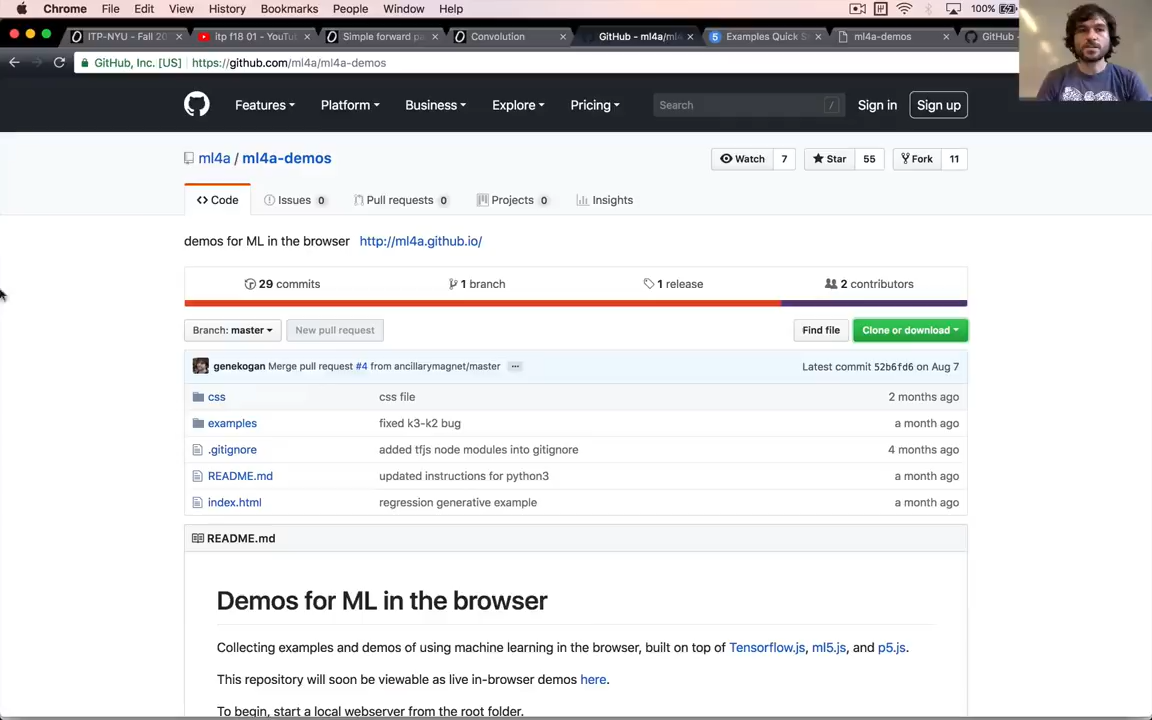 Chrome File Edit View History Bookmarks People Window Help 100%
ITP-NYU - Fall 20 itp f18 01 - YouTu Simple forward pa Convolution GitHub - ml4a/ml4 Examples Quick S ml4a-demos GitHub -
GitHub, Inc. [US] https://github.com/ml4a/ml4a-demos
Features Platform Business Explore Pricing Search / Sign in Sign up
ml4a / ml4a-demos Watch 7 Star 55 Fork 11
<> Code Issues 0 Pull requests 0 Projects 0 Insights
demos for ML in the browser http://ml4a.github.io/
29 commits 1 branch 1 release 2 contributors
Branch: master New pull request Find file Clone or download
genekogan Merge pull request #4 from ancillarymagnet/master ... Latest commit 52b6fd6 on Aug 7
css css file 2 months ago
examples fixed k3-k2 bug a month ago
.gitignore added tfjs node modules into gitignore 4 months ago
README.md updated instructions for python3 a month ago
index.html regression generative example a month ago
README.md
Demos for ML in the browser
Collecting examples and demos of using machine learning in the browser, built on top of Tensorflow.js, ml5.js, and p5.js.
This repository will soon be viewable as live in-browser demos here.
To begin, start a local webserver from the root folder.